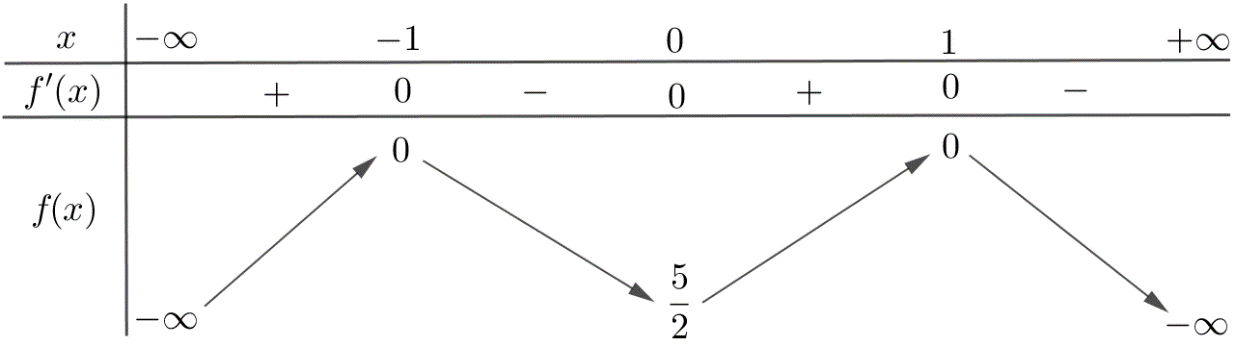 x −∞ −1 0 1 +∞
f′(x) + 0 − 0 + 0 −
0 0
f(x)
−∞ 5/2 −∞